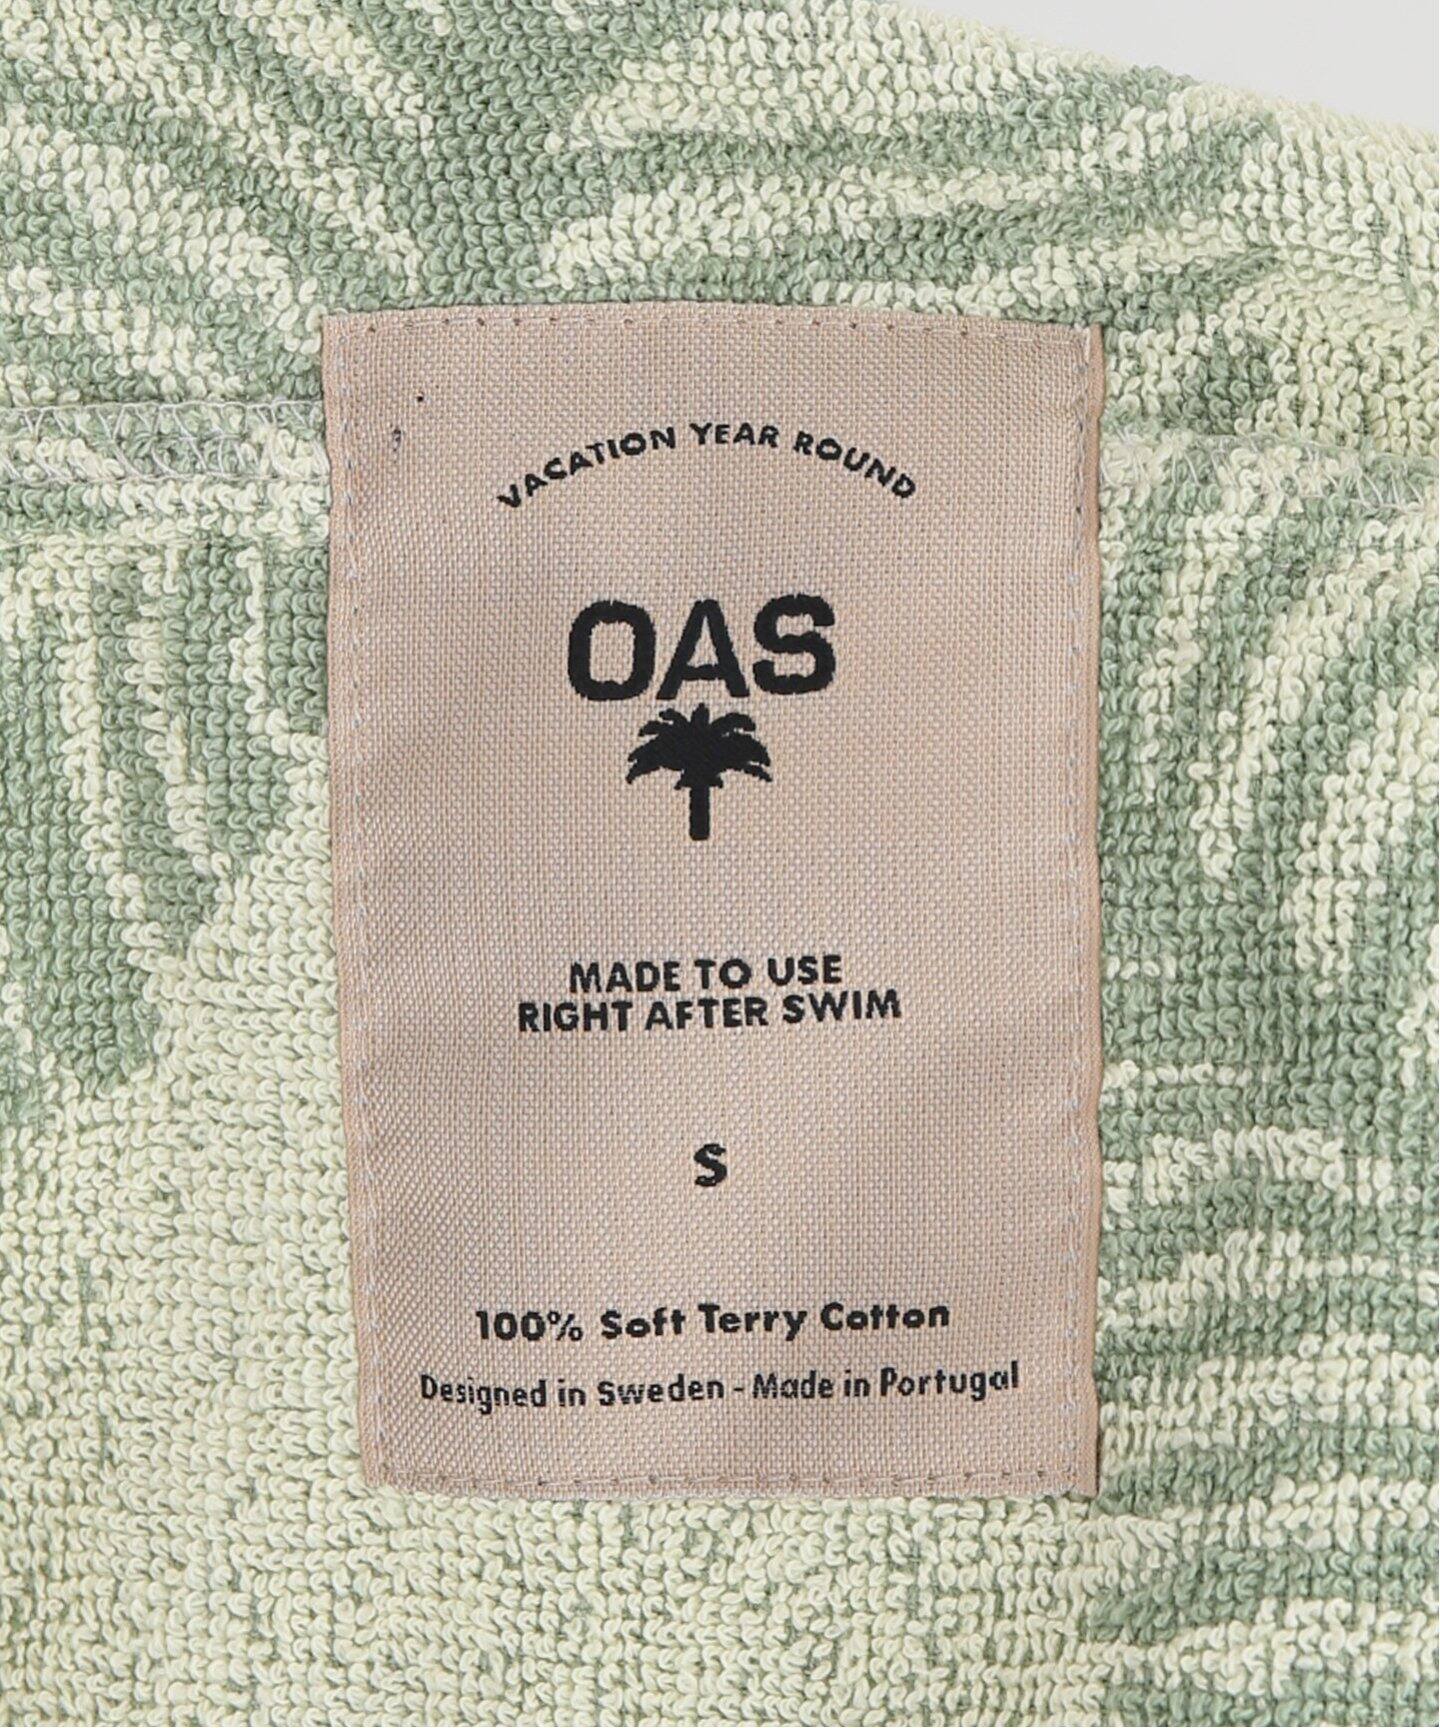 VACATION YEAR ROUND
OAS
MADE TO USE
RIGHT AFTER SWIM
S
100% Soft Terry Cotton
Designed in Sweden - Made in Portugal